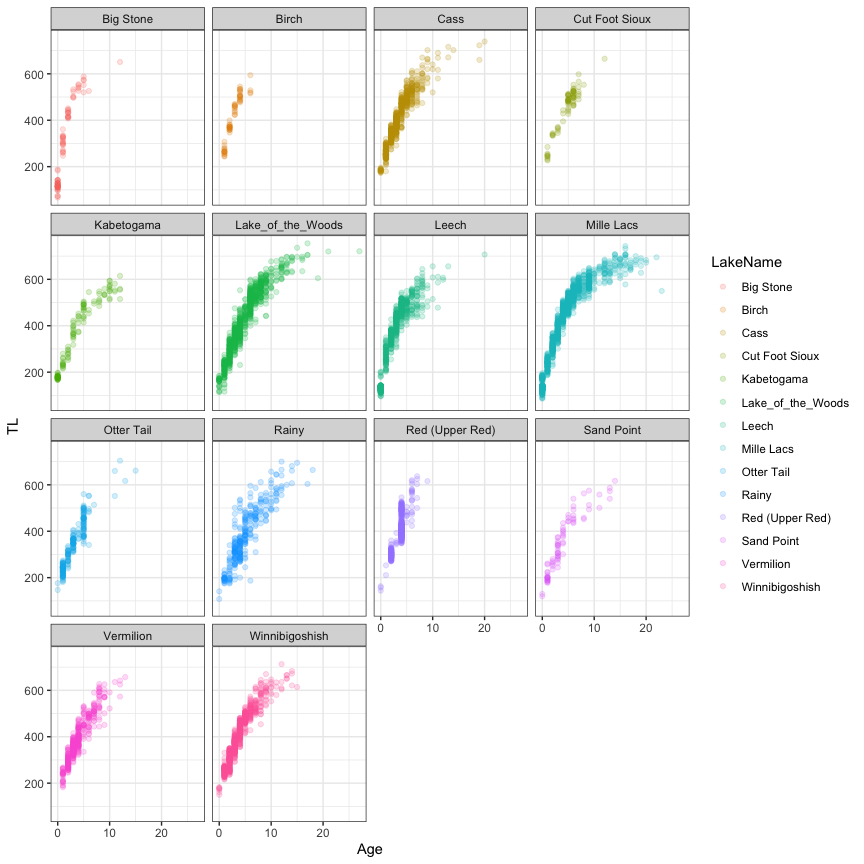 Big Stone
Birch
Cass
Cut Foot Sioux
600
400
200
Kabetogama
Lake_of_the_Woods
Leech
Mille Lacs
600
400
200
Otter Tail
Rainy
Red (Upper Red)
Sand Point
600
400
200
0 10 20
0 10 20
Vermilion
Winnibigoshish
600
400
200
0 10 20
0 10 20
TL
Age
LakeName
Big Stone
Birch
Cass
Cut Foot Sioux
Kabetogama
Lake_of_the_Woods
Leech
Mille Lacs
Otter Tail
Rainy
Red (Upper Red)
Sand Point
Vermilion
Winnibigoshish